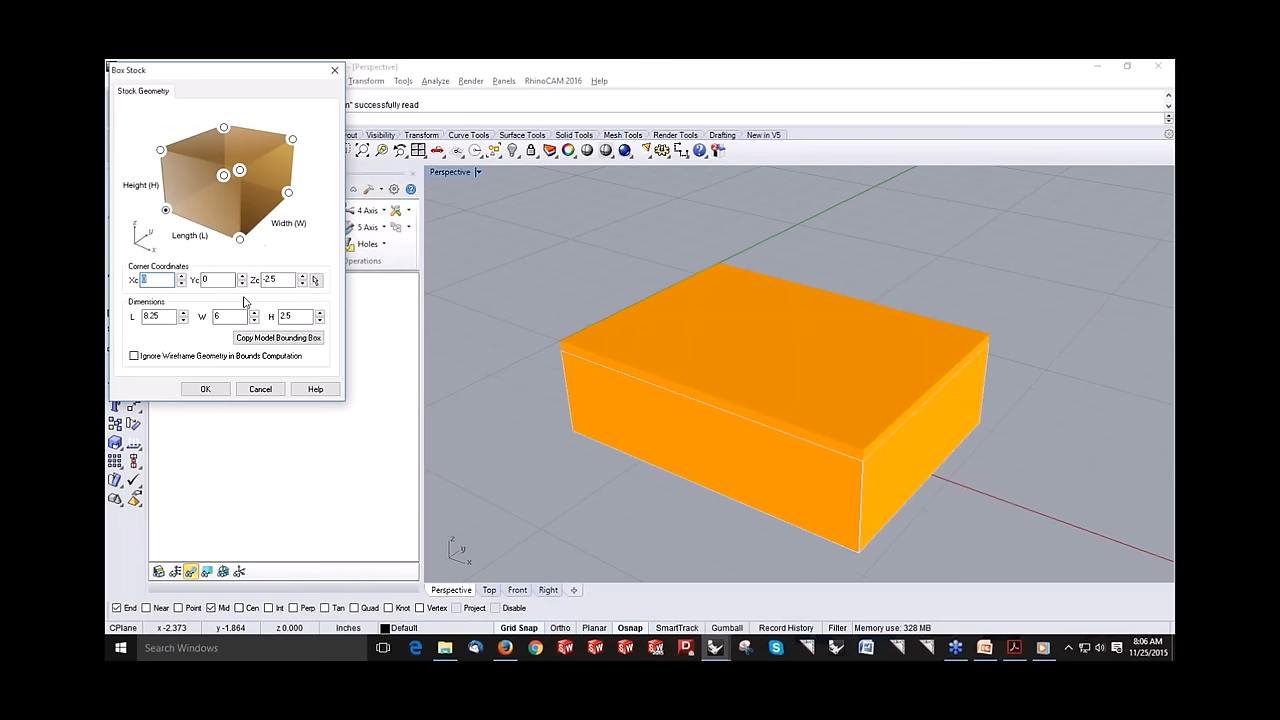 Box Stock
[Perspective]
Transform Tools Analyze Render Panels RhinoCAM 2016 Help
Stock Geometry
" successfully read
Visibility Transform Curve Tools Surface Tools Solid Tools Mesh Tools Render Tools Drafting New in V5
Perspective
Height (H)
Width (W)
Length (L)
z
y
x
4 Axis
5 Axis
Holes
Corner Coordinates
Xc 0 Yc 0 Zc -2.5
Dimensions
L 8.25 W 6 H 2.5
Copy Model Bounding Box
Ignore Wireframe Geometry in Bounds Computation
OK Cancel Help
z
y
x
Perspective Top Front Right
End Near Point Mid Cen Int Perp Tan Quad Knot Vertex Project Disable
CPlane x -2.373 y -1.864 z 0.000 Inches Default Grid Snap Ortho Planar Osnap SmartTrack Gumball Record History Filter Memory use: 328 MB
Search Windows
8:06 AM
11/25/2015